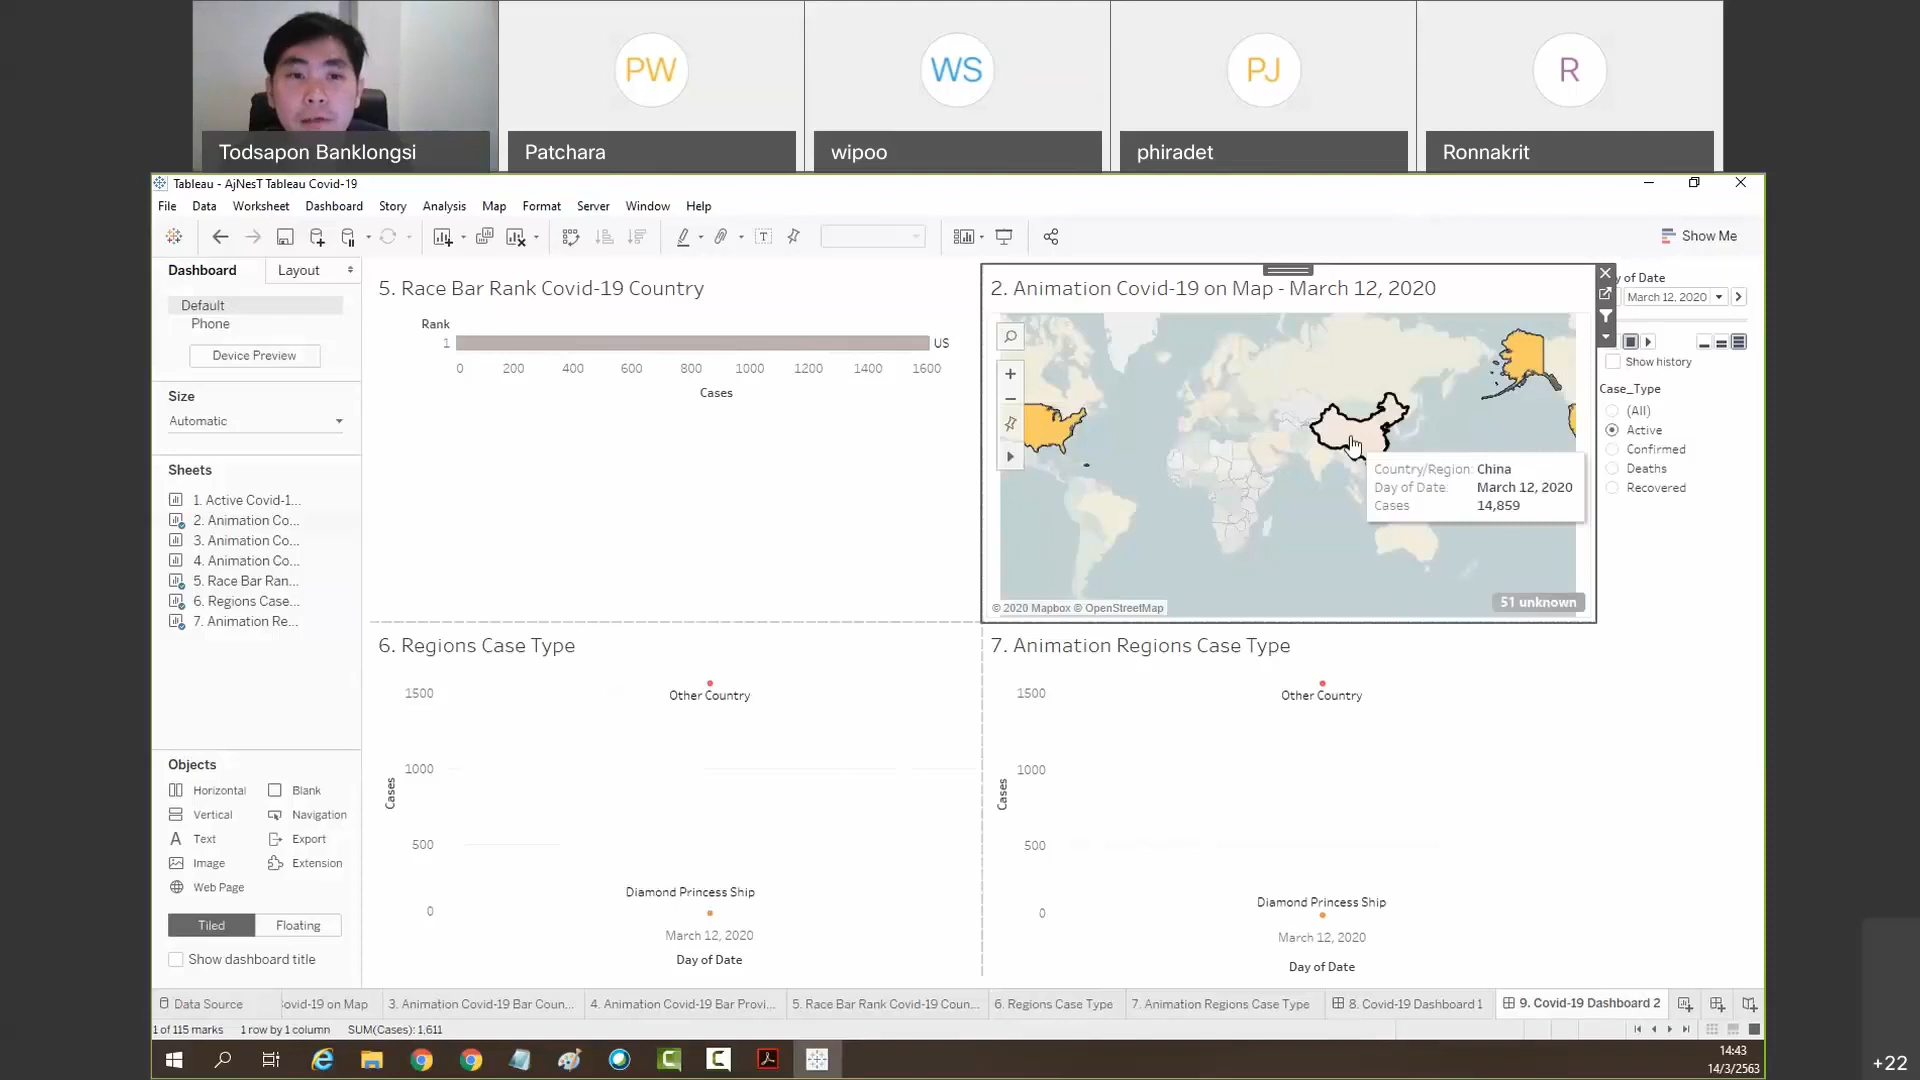 PW
WS
PJ
R
Todsapon Banklongsi
Patchara
wipoo
phiradet
Ronnakrit
Tableau - AjNesT Tableau Covid-19
File Data Worksheet Dashboard Story Analysis Map Format Server Window Help
Show Me
Dashboard
Layout
Default
Phone
Device Preview
Size
Automatic
Sheets
1. Active Covid-1...
2. Animation Co...
3. Animation Co...
4. Animation Co...
5. Race Bar Ran...
6. Regions Case...
7. Animation Re...
Objects
Horizontal Blank
Vertical Navigation
Text Export
Image Extension
Web Page
Tiled Floating
Show dashboard title
5. Race Bar Rank Covid-19 Country
Rank
1 US
0 200 400 600 800 1000 1200 1400 1600
Cases
2. Animation Covid-19 on Map - March 12, 2020
Country/Region: China
Day of Date: March 12, 2020
Cases 14,859
© 2020 Mapbox © OpenStreetMap
51 unknown
y of Date
March 12, 2020
Show history
Case_Type
(All)
Active
Confirmed
Deaths
Recovered
6. Regions Case Type
1500
1000
500
0
Cases
Other Country
Diamond Princess Ship
March 12, 2020
Day of Date
7. Animation Regions Case Type
1500
1000
500
0
Cases
Other Country
Diamond Princess Ship
March 12, 2020
Day of Date
Data Source
ovid-19 on Map
3. Animation Covid-19 Bar Coun...
4. Animation Covid-19 Bar Provi...
5. Race Bar Rank Covid-19 Coun...
6. Regions Case Type
7. Animation Regions Case Type
8. Covid-19 Dashboard 1
9. Covid-19 Dashboard 2
1 of 115 marks 1 row by 1 column SUM(Cases): 1,611
14:43
14/3/2563
+22